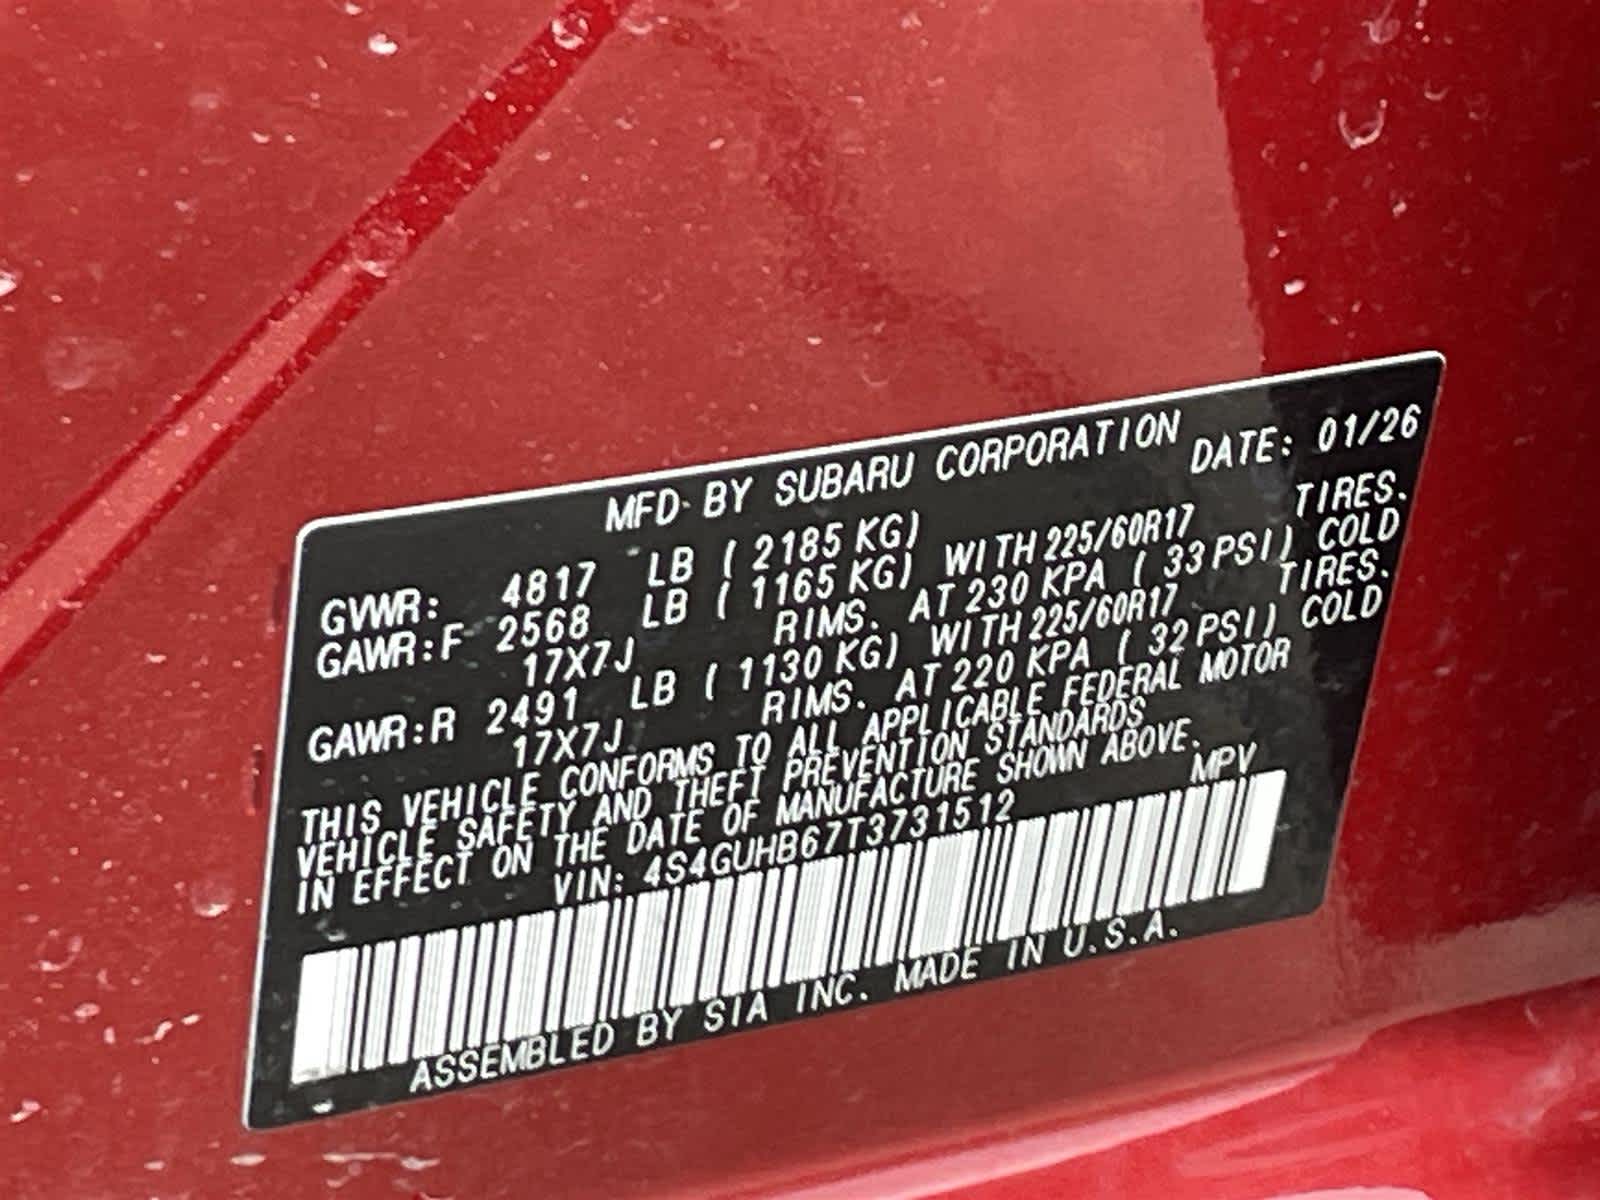 MFD. BY SUBARU CORPORATION DATE: 01/26
GVWR: 4817 LB (2185 KG)
GAWR:F 2568 LB (1165 KG) WITH 225/60R17 TIRES.
17X7J RIMS. AT 230 KPA (33 PSI) COLD
GAWR:R 2491 LB (1130 KG) WITH 225/60R17 TIRES.
17X7J RIMS. AT 220 KPA (32 PSI) COLD
THIS VEHICLE CONFORMS TO ALL APPLICABLE FEDERAL MOTOR
VEHICLE SAFETY AND THEFT PREVENTION STANDARDS
IN EFFECT ON THE DATE OF MANUFACTURE SHOWN ABOVE.
VIN: 4S4GUHB67T3731512 MPV
ASSEMBLED BY SIA INC. MADE IN U.S.A.